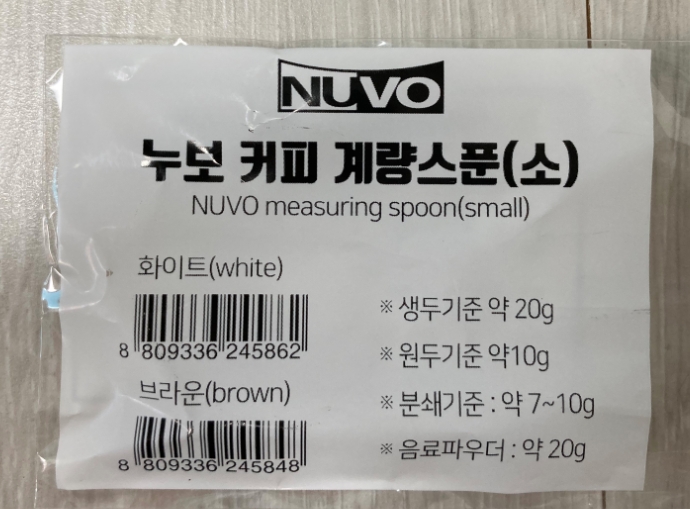 NUVO
누보 커피 계량스푼(소)
NUVO measuring spoon(small)
화이트(white)
8 809336 245862
브라운(brown)
8 809336 245848
※ 생두기준 약 20g
※ 원두기준 약10g
※ 분쇄기준 : 약 7~10g
※ 음료파우더 : 약 20g